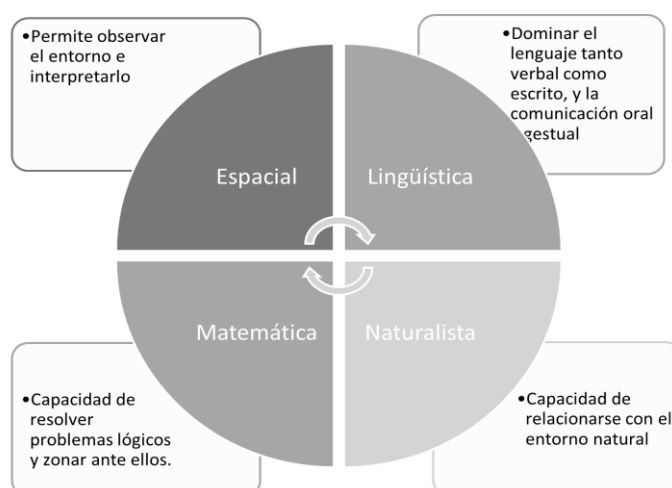 •Permite observar
el entorno e
interpretarlo
•Dominar el
lenguaje tanto
verbal como
escrito, y la
comunicación oral
gestual
Espacial
Lingüística
Matemática
Naturalista
•Capacidad de
resolver
problemas lógicos
y zonar ante ellos.
•Capacidad de
relacionarse con el
entorno natural